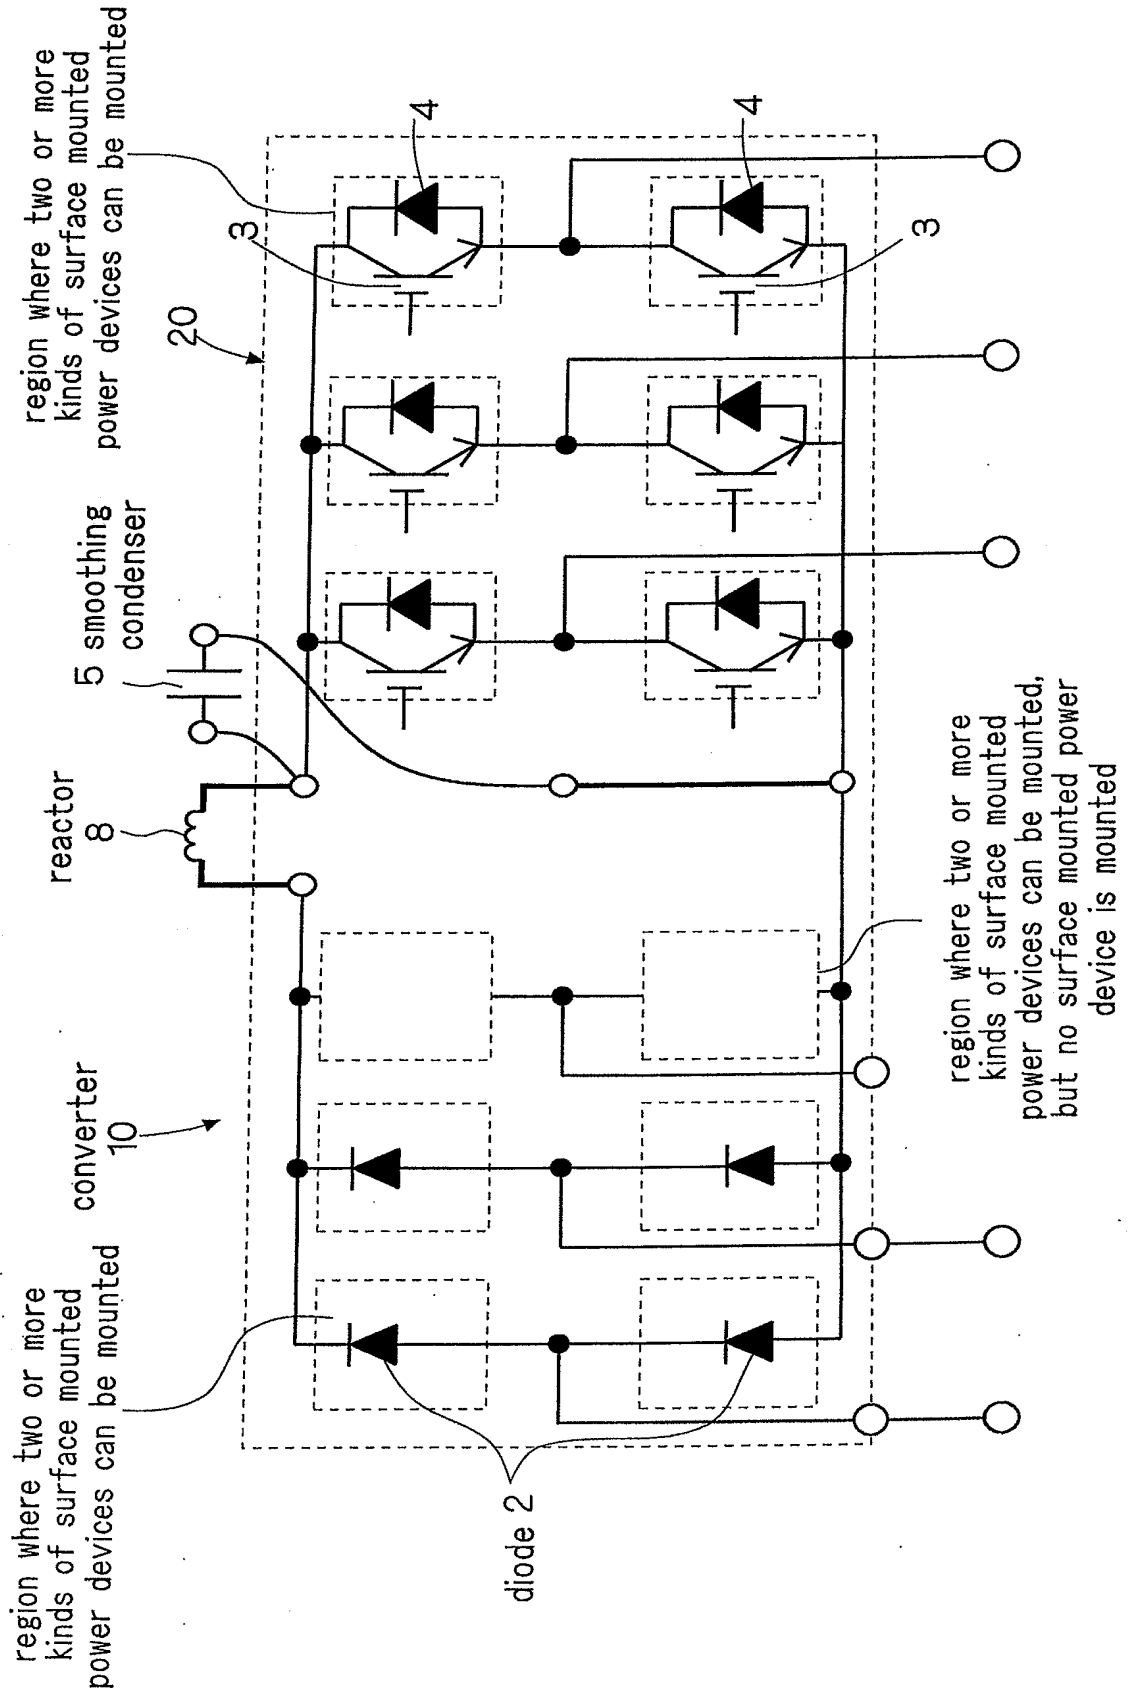 region where two or more
kinds of surface mounted
power devices can be mounted
converter
10
reactor
8
5 smoothing
condenser
20
region where two or more
kinds of surface mounted
power devices can be mounted
3
4
4
3
diode 2
region where two or more
kinds of surface mounted
power devices can be mounted,
but no surface mounted power
device is mounted